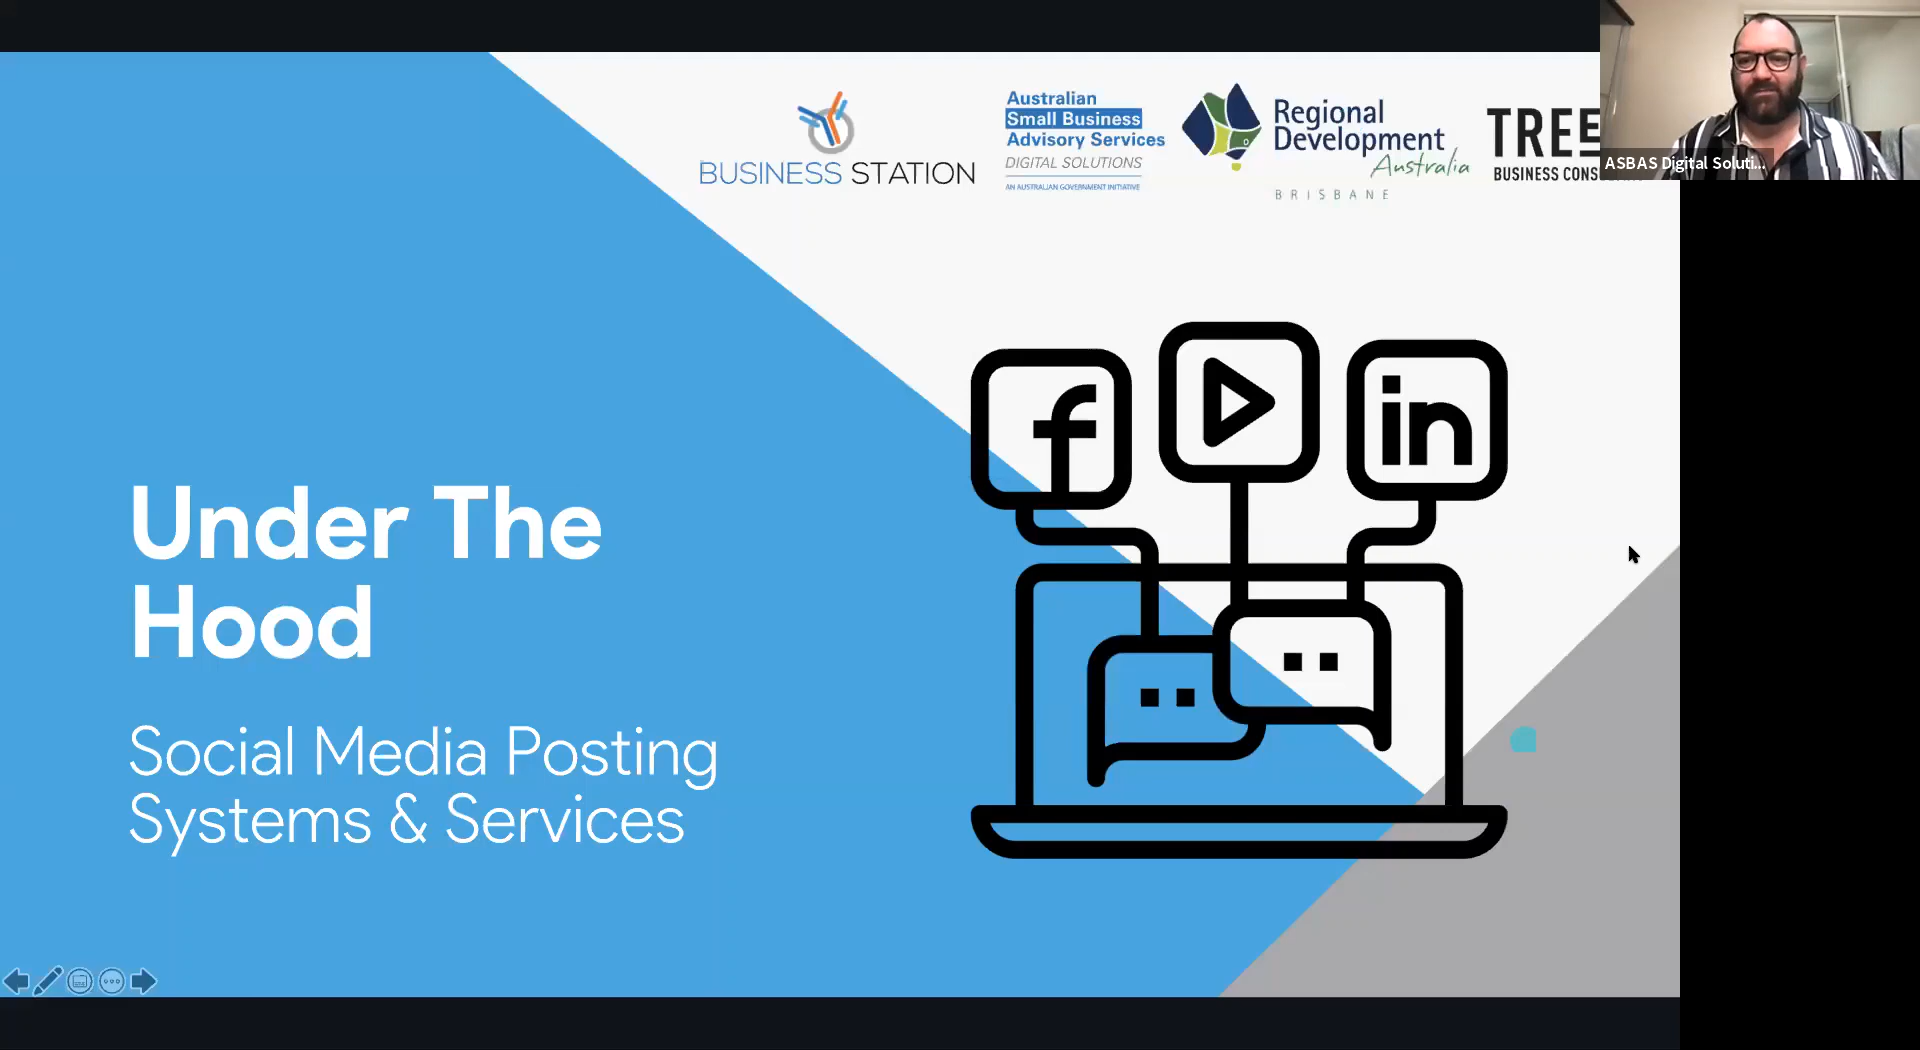 BUSINESS STATION
Australian
Small Business
Advisory Services
DIGITAL SOLUTIONS
AN AUSTRALIAN GOVERNMENT INITIATIVE
Regional
Development
Australia
BRISBANE
TREE
BUSINESS
ASBAS Digital Soluti...
f
in
Under The
Hood
Social Media Posting
Systems & Services